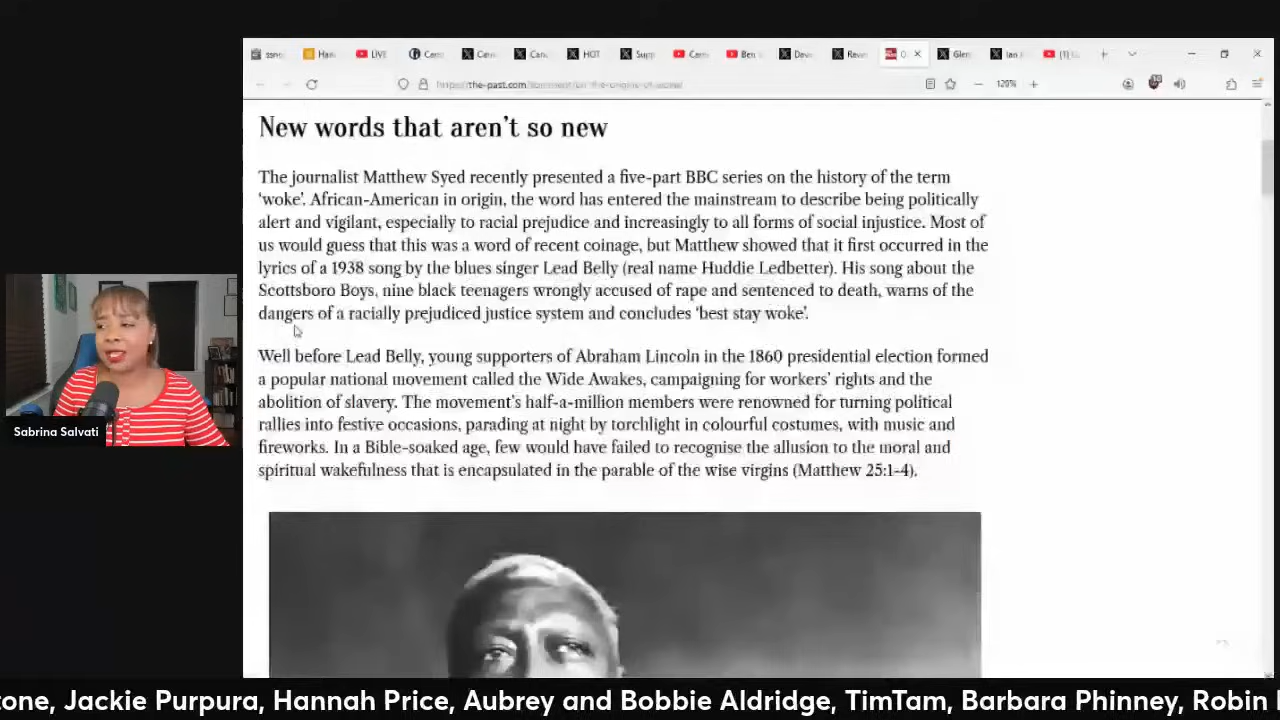 LIVE
HOT
New words that aren't so new
The journalist Matthew Syed recently presented a five-part BBC series on the history of the term
'woke'. African-American in origin, the word has entered the mainstream to describe being politically
alert and vigilant, especially to racial prejudice and increasingly to all forms of social injustice. Most of
us would guess that this was a word of recent coinage, but Matthew showed that it first occurred in the
lyrics of a 1938 song by the blues singer Lead Belly (real name Huddie Ledbetter). His song about the
Scottsboro Boys, nine black teenagers wrongly accused of rape and sentenced to death, warns of the
dangers of a racially prejudiced justice system and concludes 'best stay woke'.
Well before Lead Belly, young supporters of Abraham Lincoln in the 1860 presidential election formed
a popular national movement called the Wide Awakes, campaigning for workers' rights and the
abolition of slavery. The movement's half-a-million members were renowned for turning political
rallies into festive occasions, parading at night by torchlight in colourful costumes, with music and
fireworks. In a Bible-soaked age, few would have failed to recognise the allusion to the moral and
spiritual wakefulness that is encapsulated in the parable of the wise virgins (Matthew 25:1-4).
Sabrina Salvati
tone, Jackie Purpura, Hannah Price, Aubrey and Bobbie Aldridge, TimTam, Barbara Phinney, Robin